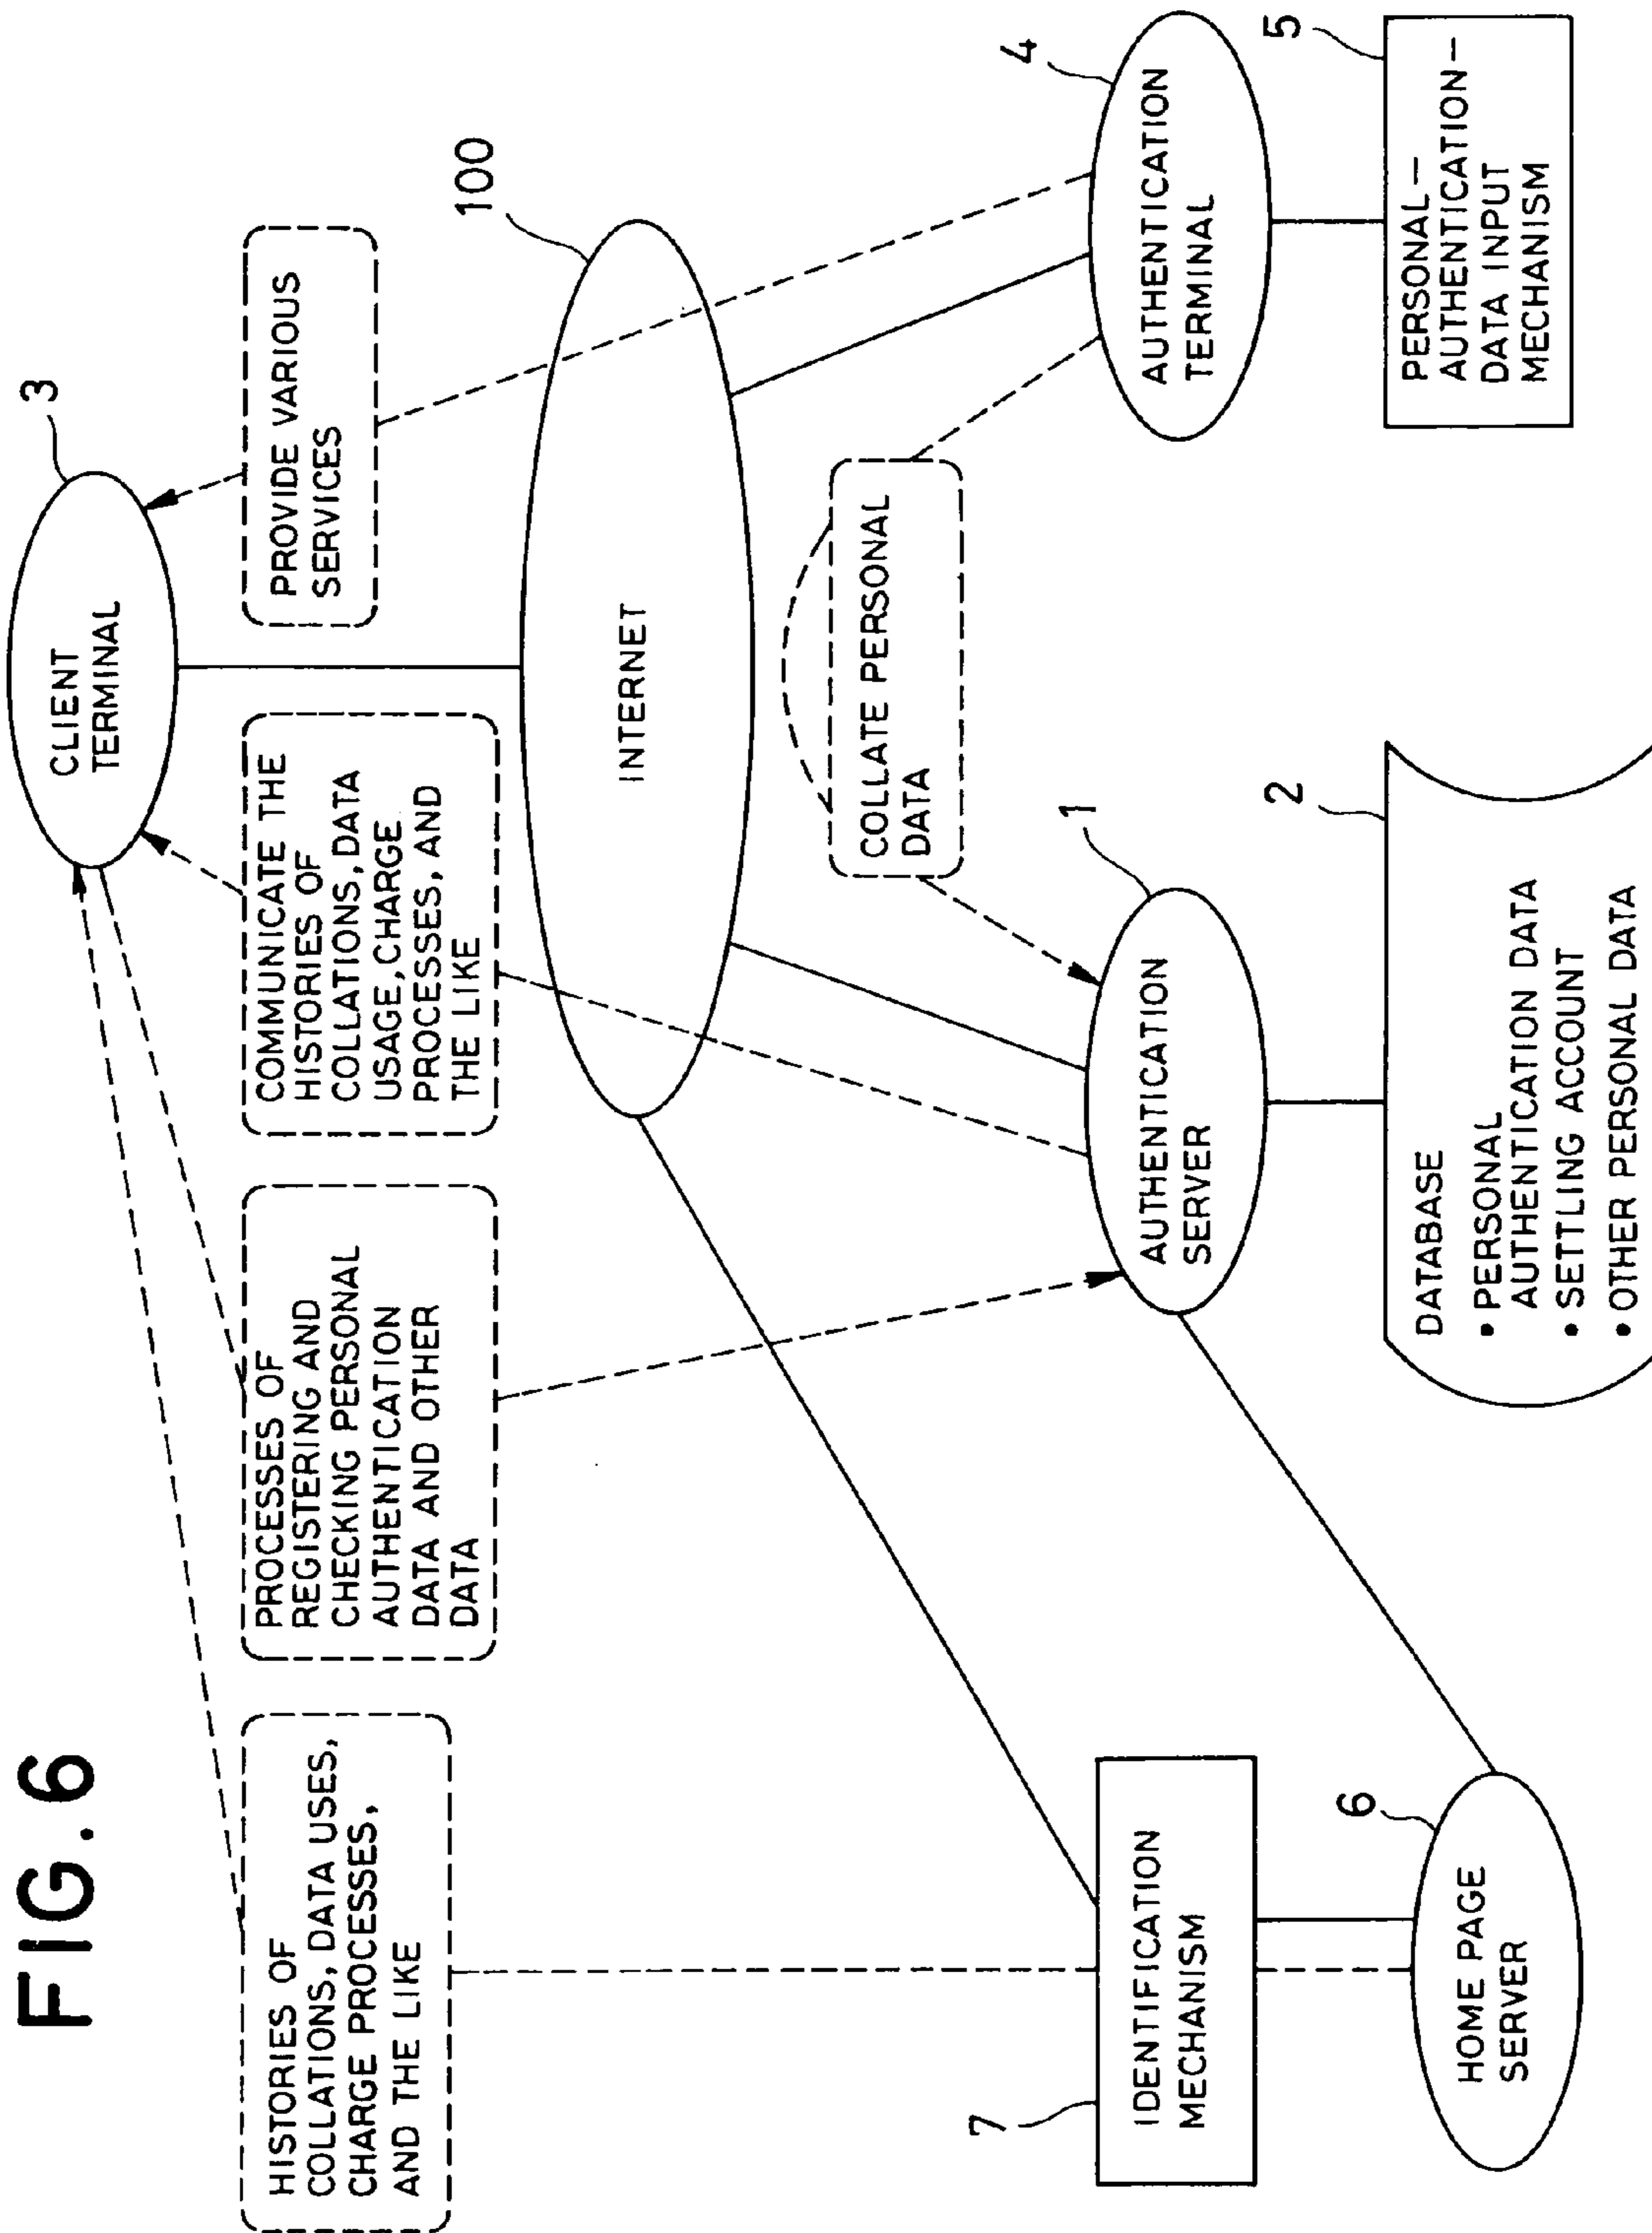 FIG. 6
3
CLIENT
TERMINAL
HISTORIES OF
COLLATIONS, DATA USES,
CHARGE PROCESSES,
AND THE LIKE
PROCESSES OF
REGISTERING AND
CHECKING PERSONAL
AUTHENTICATION
DATA AND OTHER
DATA
COMMUNICATE THE
HISTORIES OF
COLLATIONS, DATA
USAGE, CHARGE
PROCESSES, AND
THE LIKE
PROVIDE VARIOUS
SERVICES
100
INTERNET
COLLATE PERSONAL
DATA
7
IDENTIFICATION
MECHANISM
1
AUTHENTICATION
SERVER
4
AUTHENTICATION
TERMINAL
6
HOME PAGE
SERVER
2
DATABASE
• PERSONAL
AUTHENTICATION DATA
• SETTLING ACCOUNT
• OTHER PERSONAL DATA
5
PERSONAL-
AUTHENTICATION-
DATA INPUT
MECHANISM